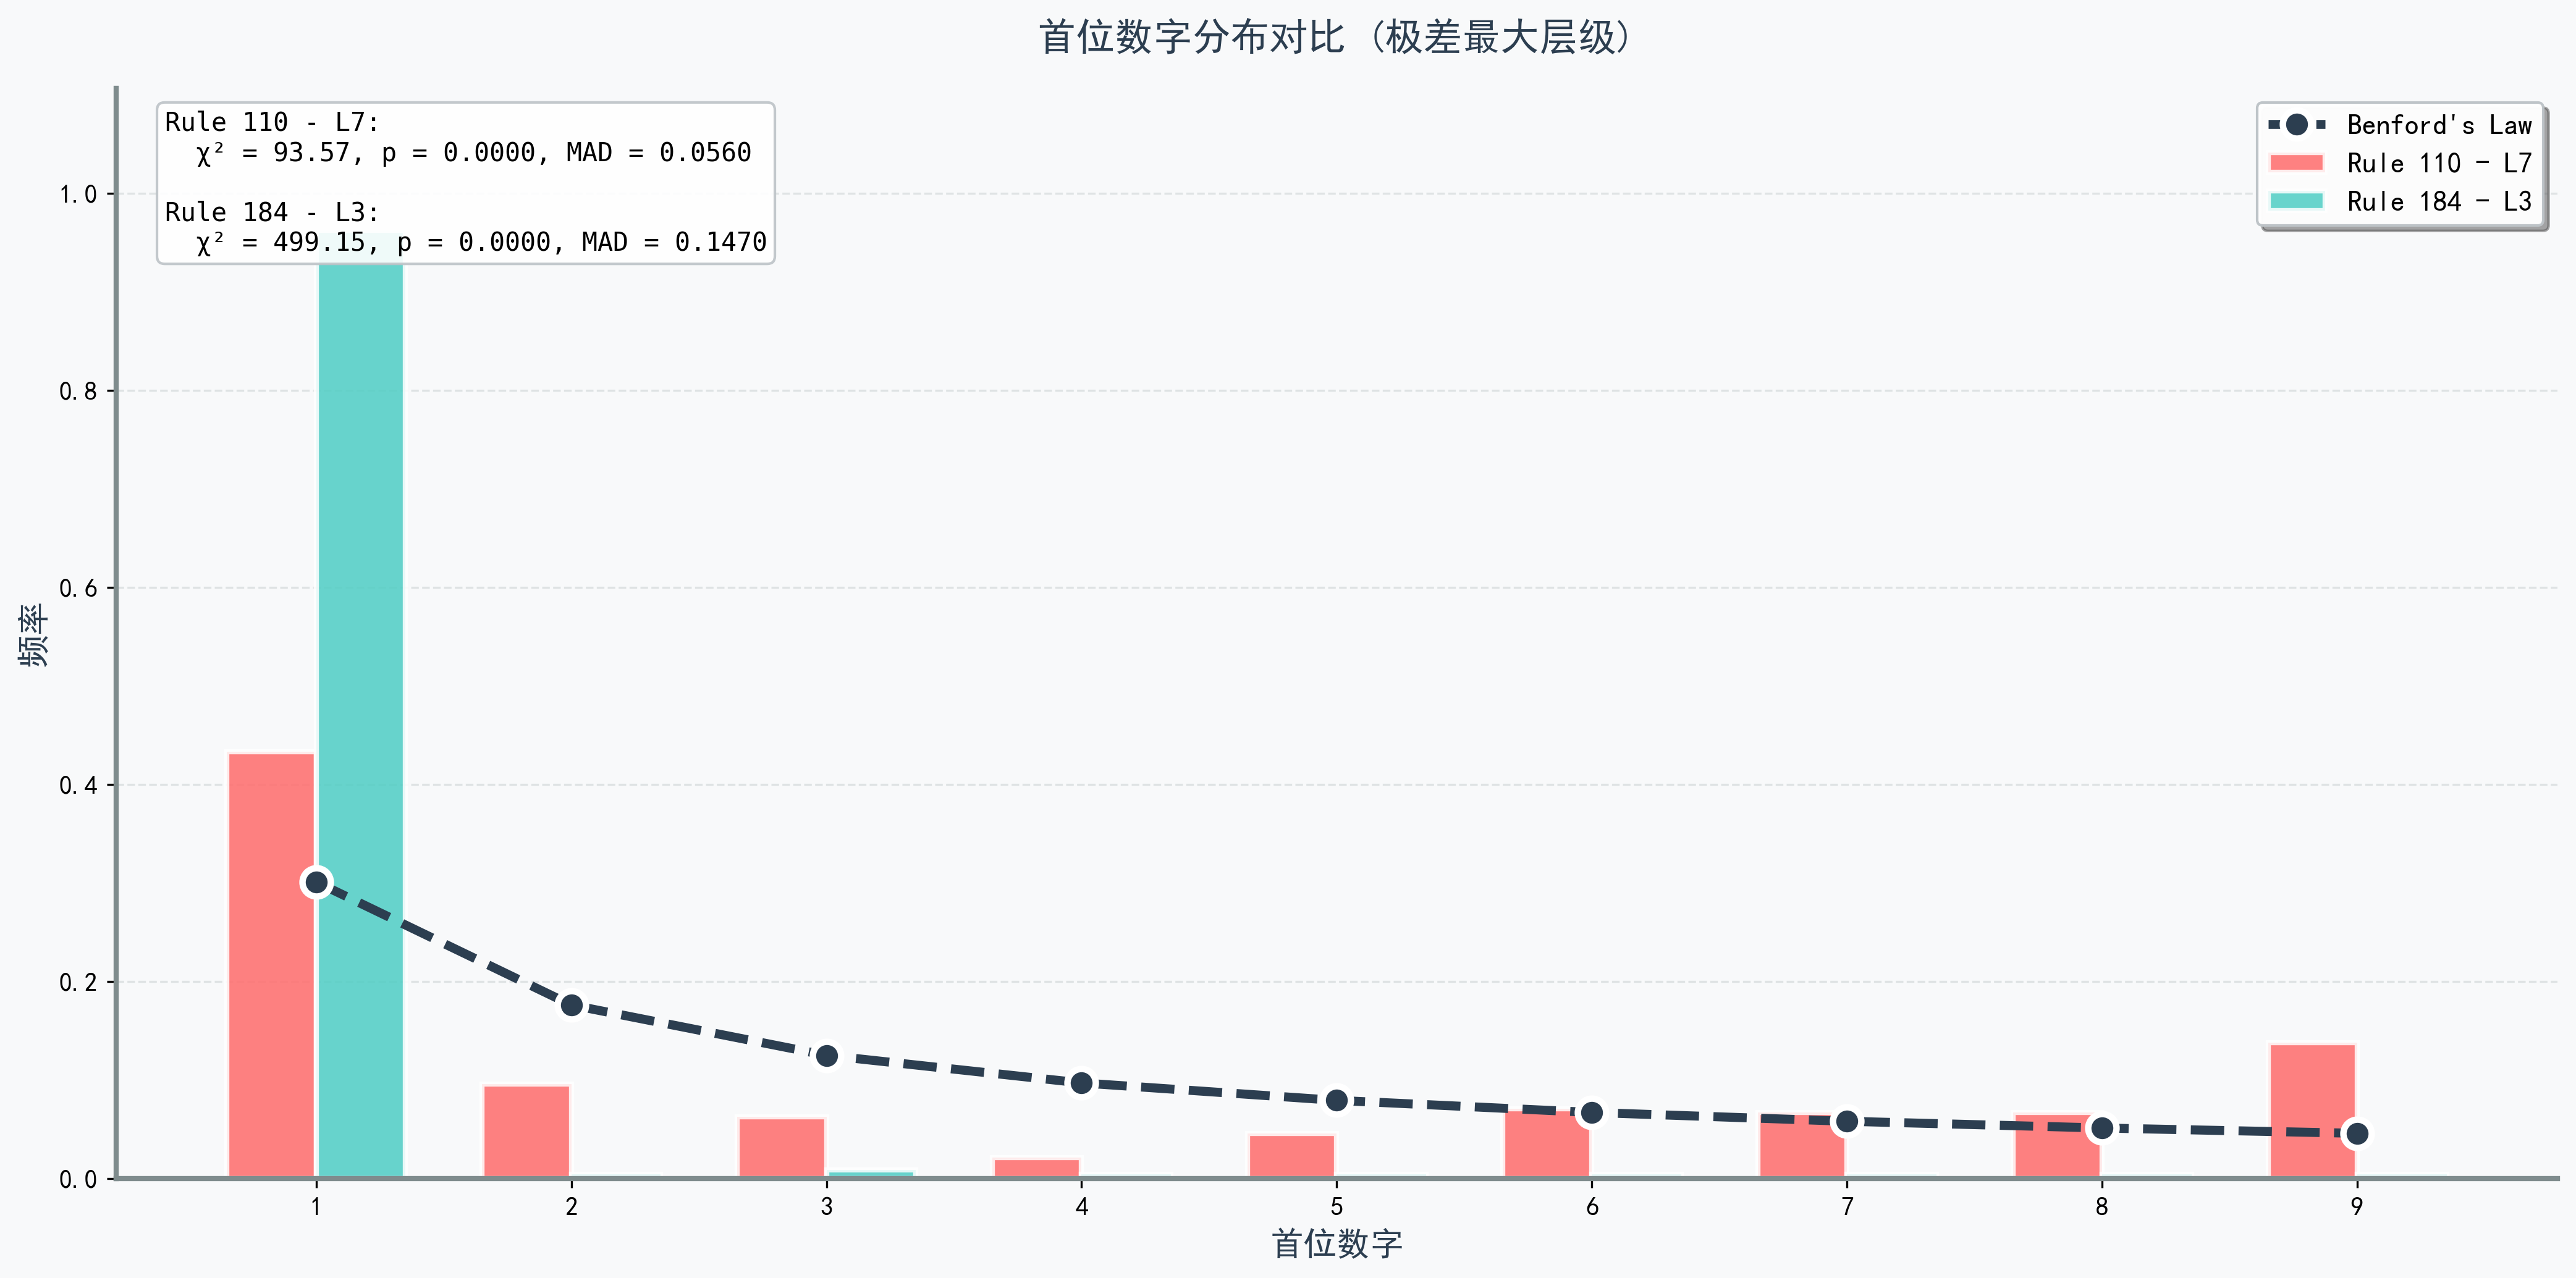 首位数字分布对比 (极差最大层级)
Rule 110 - L7:
χ² = 93.57, p = 0.0000, MAD = 0.0560
Rule 184 - L3:
χ² = 499.15, p = 0.0000, MAD = 0.1470
Benford's Law
Rule 110 - L7
Rule 184 - L3
1.0
0.8
0.6
0.4
0.2
0.0
频率
1 2 3 4 5 6 7 8 9
首位数字